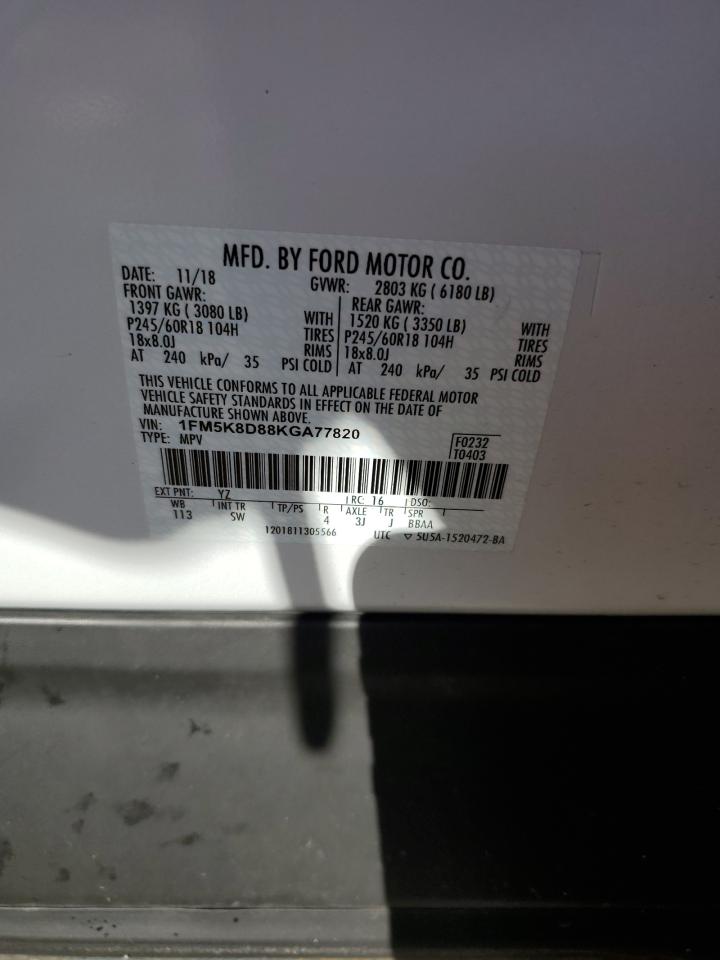 MFD. BY FORD MOTOR CO.
DATE: 11/18 GVWR: 2803 KG ( 6180 LB)
FRONT GAWR: REAR GAWR:
1397 KG ( 3080 LB) WITH 1520 KG ( 3350 LB) WITH
P245/60R18 104H TIRES P245/60R18 104H TIRES
18x8.0J RIMS 18x8.0J RIMS
AT 240 kPa/ 35 PSI COLD AT 240 kPa/ 35 PSI COLD
THIS VEHICLE CONFORMS TO ALL APPLICABLE FEDERAL MOTOR
VEHICLE SAFETY STANDARDS IN EFFECT ON THE DATE OF
MANUFACTURE SHOWN ABOVE.
VIN: 1FM5K8D88KGA77820
TYPE: MPV F0232
T0403
EXT PNT: YZ RC: 16 DSO:
WB INT TR TP/PS R AXLE TR SPR
113 SW 4 3J J BBAA
1201811305566 UTC ▽ 5U5A-1520472-BA